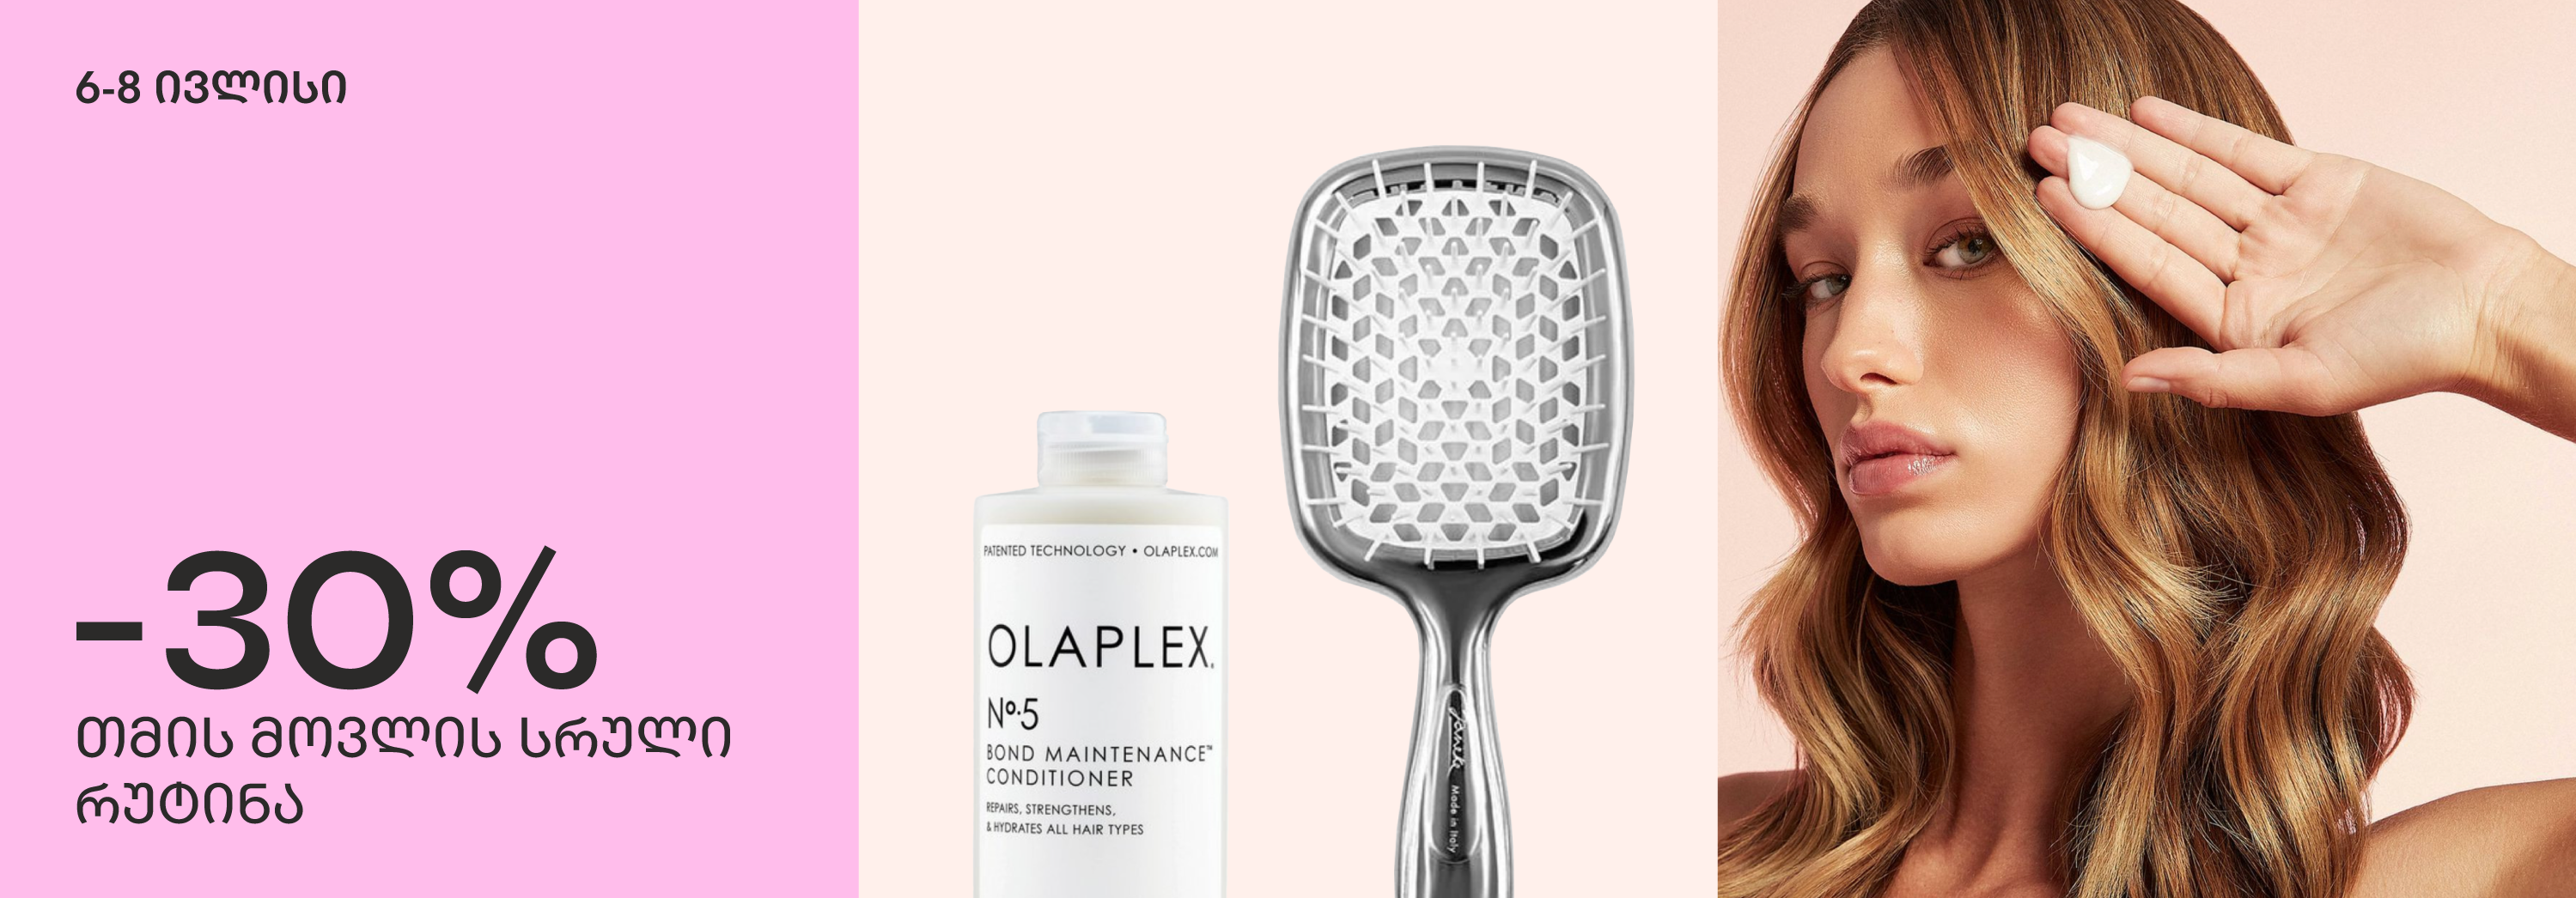 6-8 ივლისი
-30%
თმის მოვლის სრული
რუტინა
PATENTED TECHNOLOGY • OLAPLEX.COM
OLAPLEX.
Nº.5
BOND MAINTENANCE™
CONDITIONER
REPAIRS, STRENGTHENS,
& HYDRATES ALL HAIR TYPES
Janeke Made in Italy